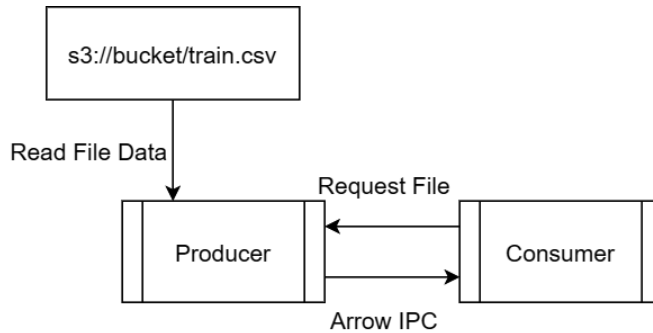 s3://bucket/train.csv
Read File Data
Request File
Producer
Consumer
Arrow IPC